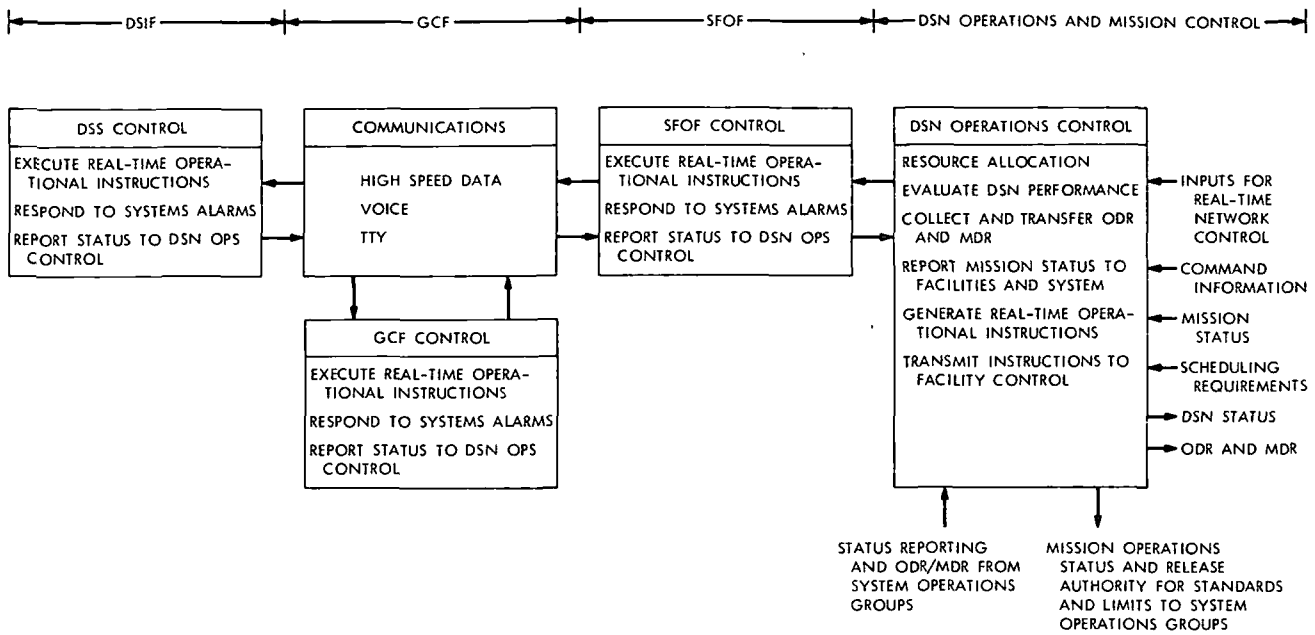 DSIF
GCF
SFOF
DSN OPERATIONS AND MISSION CONTROL
DSS CONTROL
EXECUTE REAL-TIME OPERA-
TIONAL INSTRUCTIONS
RESPOND TO SYSTEMS ALARMS
REPORT STATUS TO DSN OPS
CONTROL
COMMUNICATIONS
HIGH SPEED DATA
VOICE
TTY
GCF CONTROL
EXECUTE REAL-TIME OPERA-
TIONAL INSTRUCTIONS
RESPOND TO SYSTEMS ALARMS
REPORT STATUS TO DSN OPS
CONTROL
SFOF CONTROL
EXECUTE REAL-TIME OPERA-
TIONAL INSTRUCTIONS
RESPOND TO SYSTEMS ALARMS
REPORT STATUS TO DSN OPS
CONTROL
DSN OPERATIONS CONTROL
RESOURCE ALLOCATION
EVALUATE DSN PERFORMANCE
COLLECT AND TRANSFER ODR
AND MDR
REPORT MISSION STATUS TO
FACILITIES AND SYSTEM
GENERATE REAL-TIME OPERA-
TIONAL INSTRUCTIONS
TRANSMIT INSTRUCTIONS TO
FACILITY CONTROL
INPUTS FOR
REAL-TIME
NETWORK
CONTROL
COMMAND
INFORMATION
MISSION
STATUS
SCHEDULING
REQUIREMENTS
DSN STATUS
ODR AND MDR
STATUS REPORTING
AND ODR/MDR FROM
SYSTEM OPERATIONS
GROUPS
MISSION OPERATIONS
STATUS AND RELEASE
AUTHORITY FOR STANDARDS
AND LIMITS TO SYSTEM
OPERATIONS GROUPS